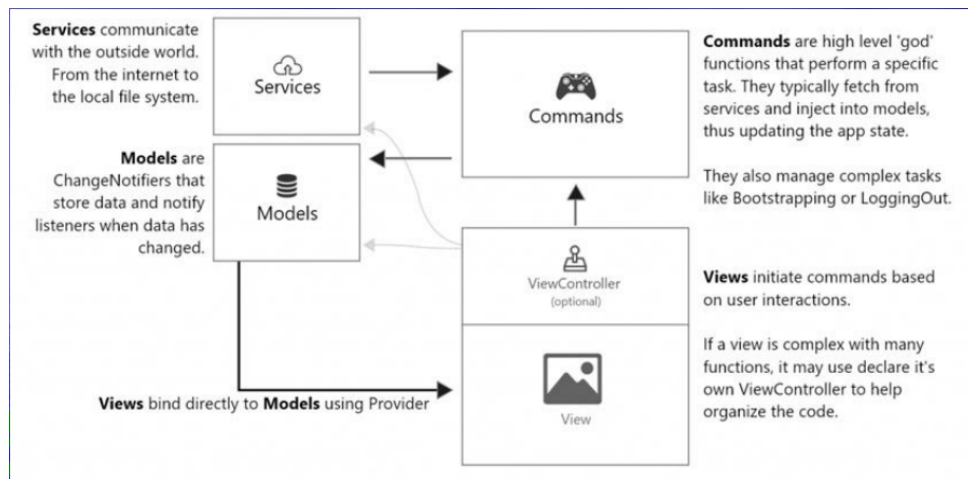 Services communicate
with the outside world.
From the internet to
the local file system.
Services
Models are
ChangeNotifiers that
store data and notify
listeners when data has
changed.
Models
Commands
Commands are high level 'god'
functions that perform a specific
task. They typically fetch from
services and inject into models,
thus updating the app state.
They also manage complex tasks
like Bootstrapping or LoggingOut.
ViewController
(optional)
View
Views initiate commands based
on user interactions.
If a view is complex with many
functions, it may use declare it's
own ViewController to help
organize the code.
Views bind directly to Models using Provider